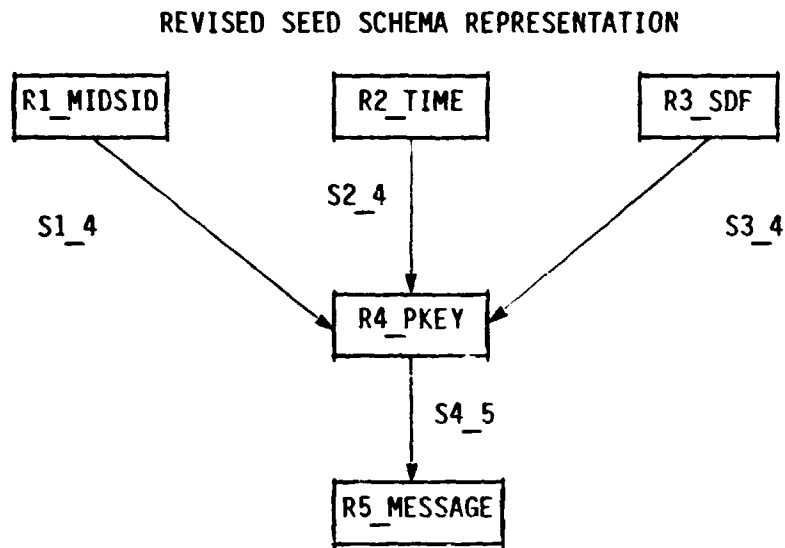 REVISED SEED SCHEMA REPRESENTATION
R1_MIDSID
R2_TIME
R3_SDF
S1_4
S2_4
S3_4
R4_PKEY
S4_5
R5_MESSAGE